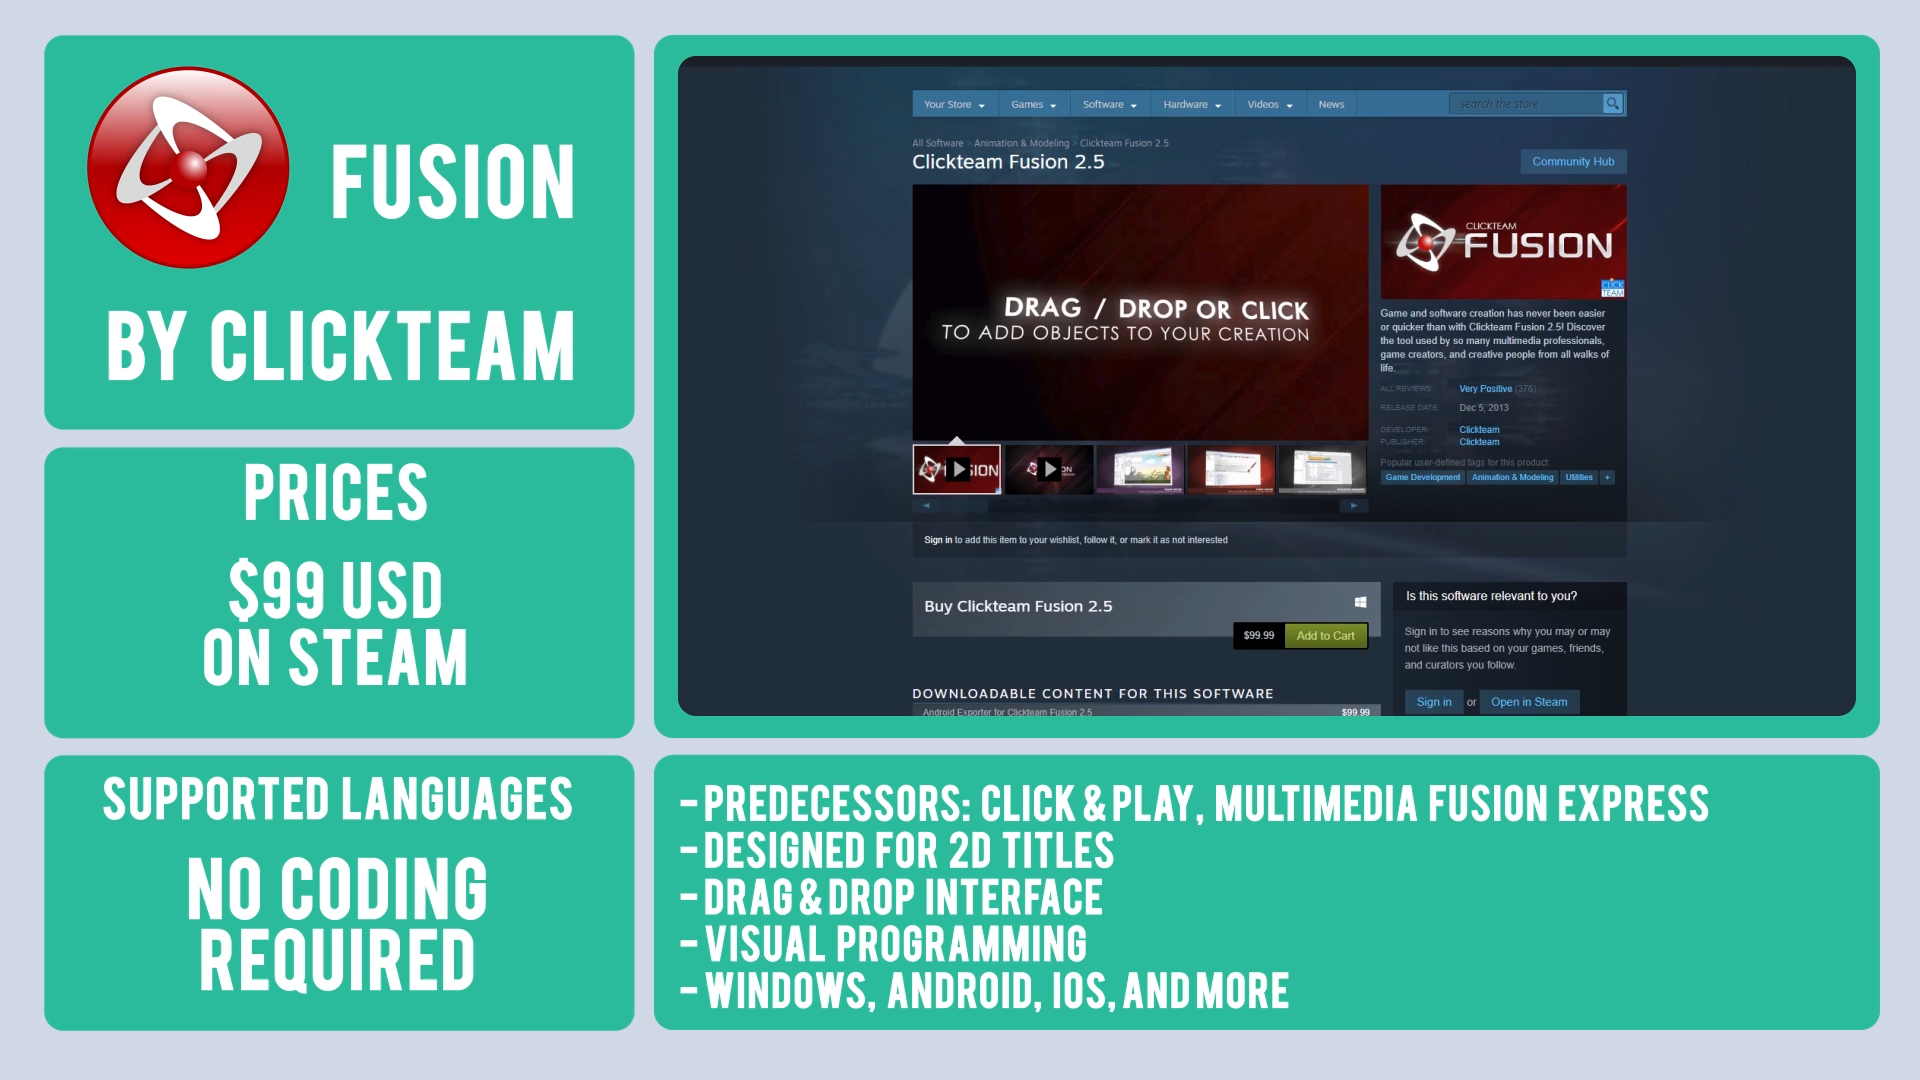 FUSION
BY CLICKTEAM
PRICES
$99 USD
ON STEAM
SUPPORTED LANGUAGES
NO CODING
REQUIRED
Your Store Games Software Hardware Videos News search the store
All Software > Animation & Modeling > Clickteam Fusion 2.5
Clickteam Fusion 2.5
Community Hub
DRAG / DROP OR CLICK
TO ADD OBJECTS TO YOUR CREATION
CLICKTEAM
FUSION
CLICK
TEAM
Game and software creation has never been easier
or quicker than with Clickteam Fusion 2.5! Discover
the tool used by so many multimedia professionals,
game creators, and creative people from all walks of
life.
ALL REVIEWS: Very Positive (376)
RELEASE DATE: Dec 5, 2013
DEVELOPER: Clickteam
PUBLISHER: Clickteam
Popular user-defined tags for this product:
Game Development Animation & Modeling Utilities +
Sign in to add this item to your wishlist, follow it, or mark it as not interested
Buy Clickteam Fusion 2.5
$99.99 Add to Cart
Is this software relevant to you?
Sign in to see reasons why you may or may
not like this based on your games, friends,
and curators you follow.
Sign in or Open in Steam
DOWNLOADABLE CONTENT FOR THIS SOFTWARE
Android Exporter for Clickteam Fusion 2.5 $99.99
- PREDECESSORS: CLICK & PLAY, MULTIMEDIA FUSION EXPRESS
- DESIGNED FOR 2D TITLES
- DRAG & DROP INTERFACE
- VISUAL PROGRAMMING
- WINDOWS, ANDROID, IOS, AND MORE